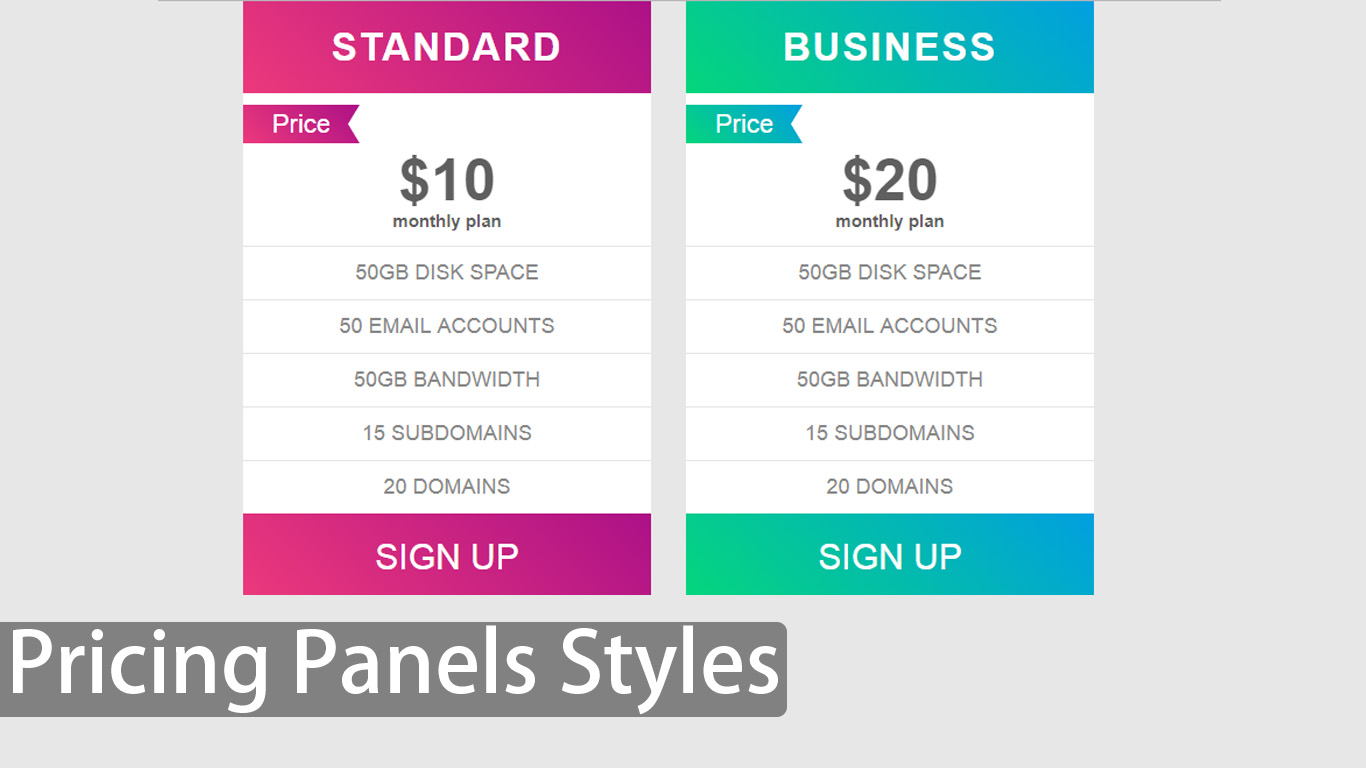 STANDARD
Price
$10
monthly plan
50GB DISK SPACE
50 EMAIL ACCOUNTS
50GB BANDWIDTH
15 SUBDOMAINS
20 DOMAINS
SIGN UP
BUSINESS
Price
$20
monthly plan
50GB DISK SPACE
50 EMAIL ACCOUNTS
50GB BANDWIDTH
15 SUBDOMAINS
20 DOMAINS
SIGN UP
Pricing Panels Styles